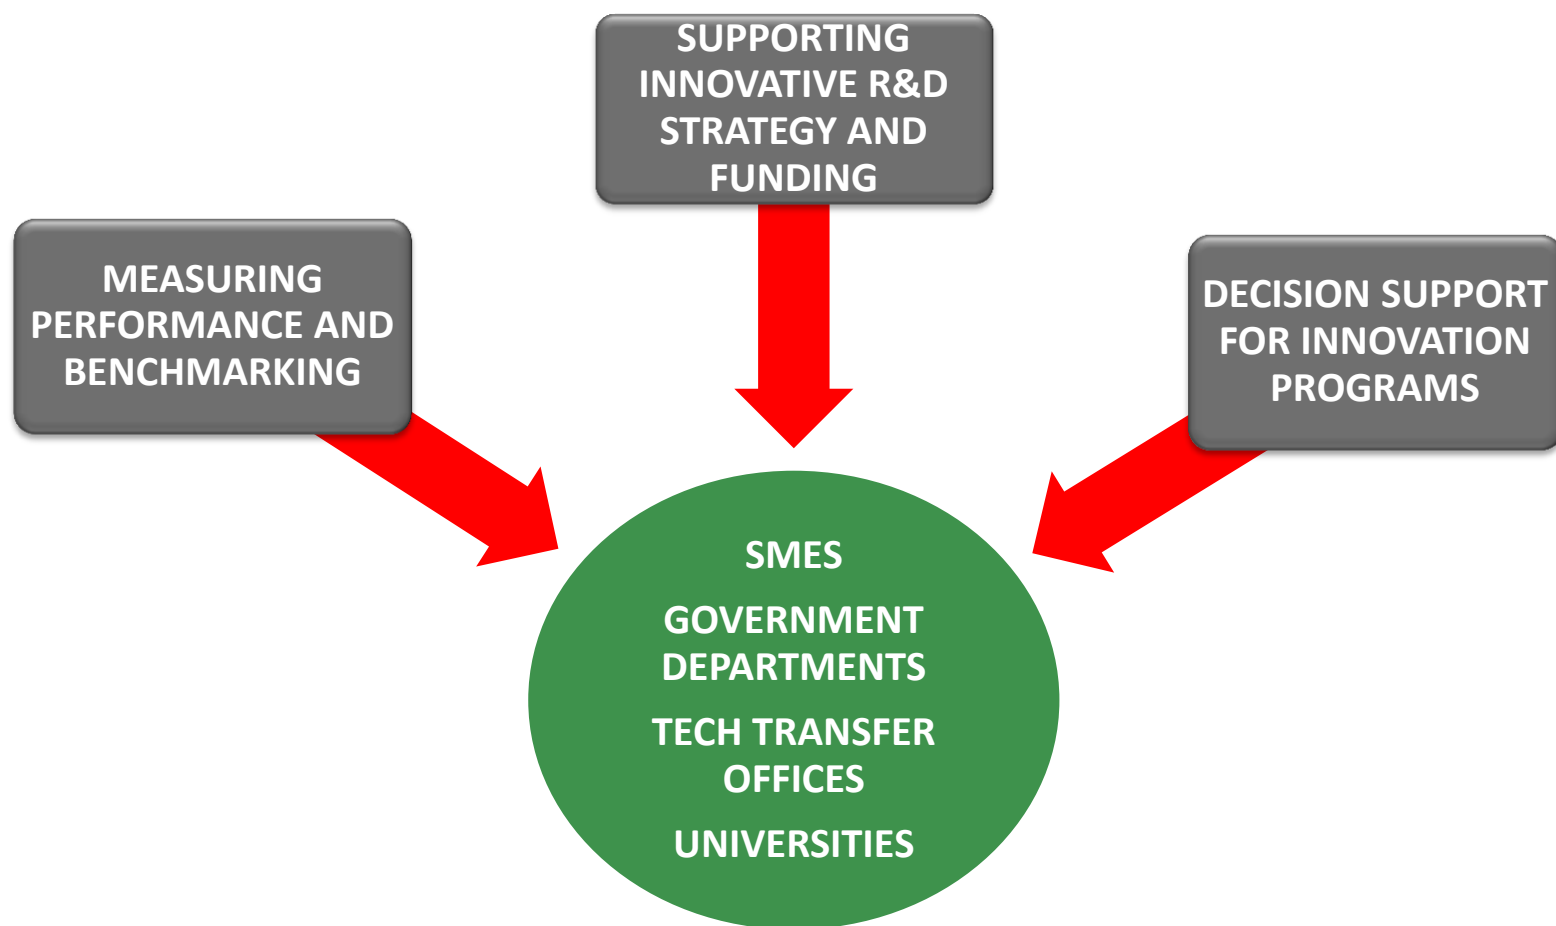 SUPPORTING
INNOVATIVE R&D
STRATEGY AND
FUNDING
MEASURING
PERFORMANCE AND
BENCHMARKING
DECISION SUPPORT
FOR INNOVATION
PROGRAMS
SMES
GOVERNMENT
DEPARTMENTS
TECH TRANSFER
OFFICES
UNIVERSITIES